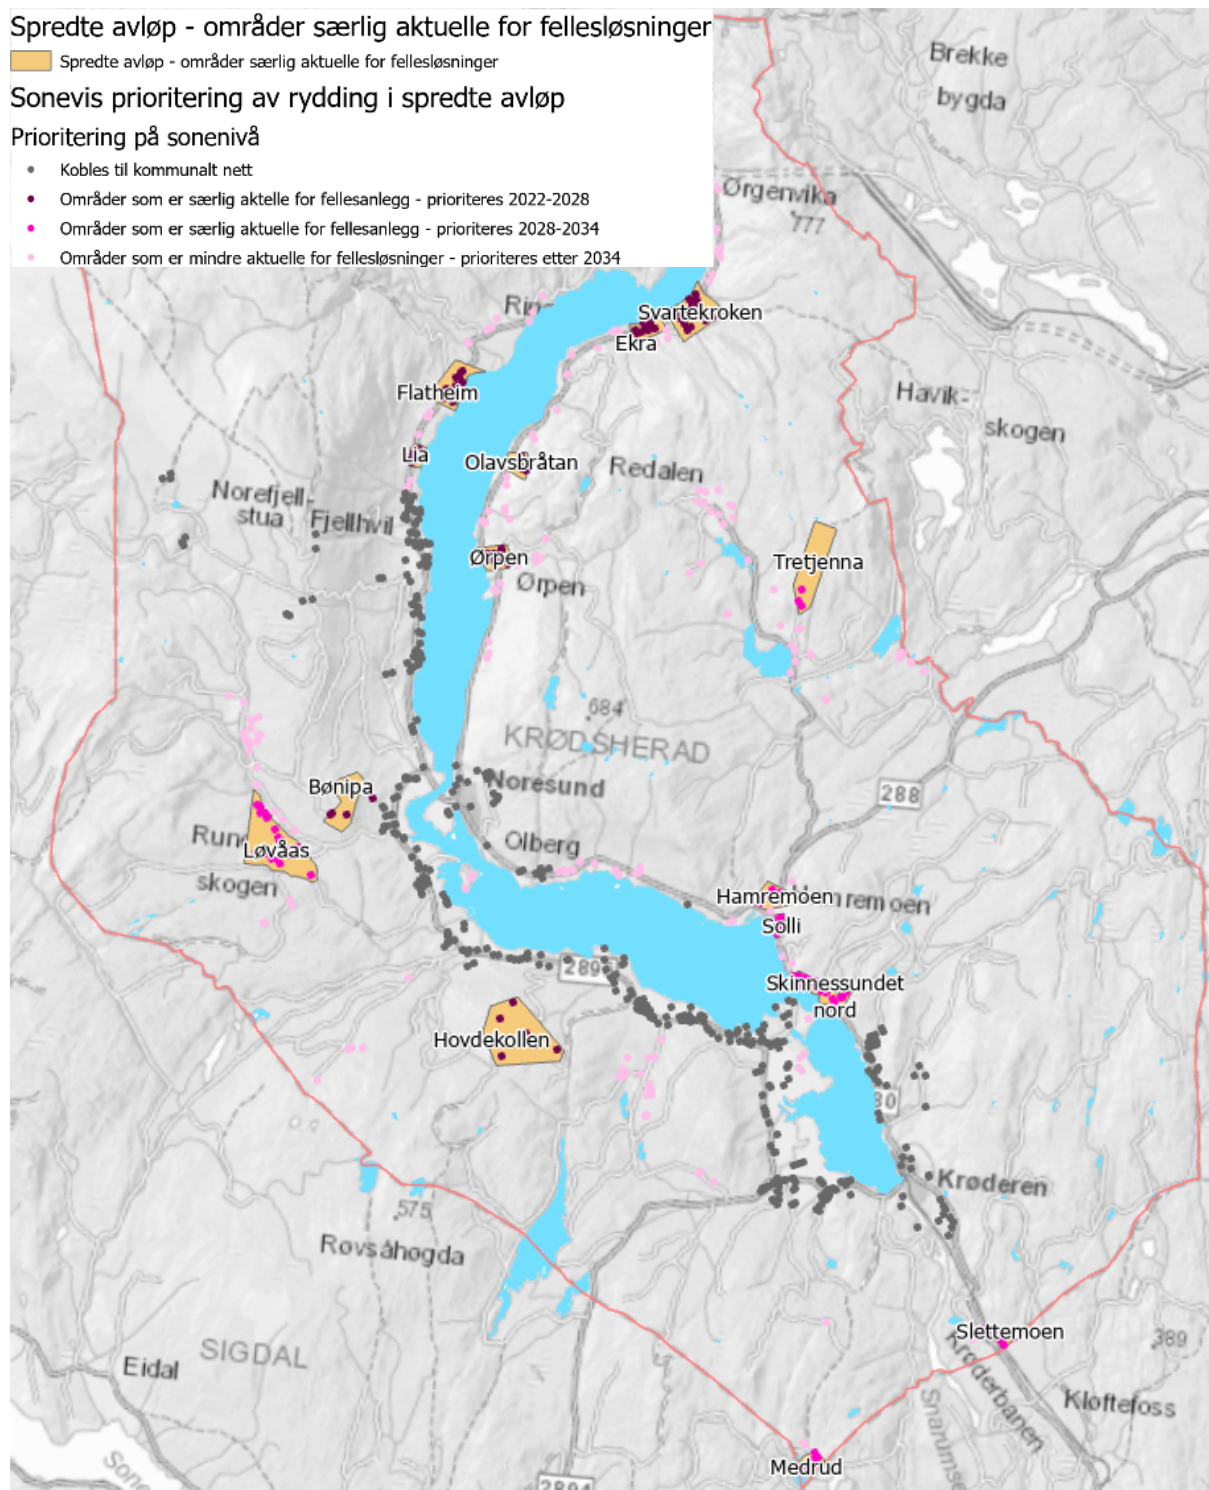 Spredte avløp - områder særlig aktuelle for fellesløsninger
Spredte avløp - områder særlig aktuelle for fellesløsninger
Sonevis prioritering av rydding i spredte avløp
Prioritering på sonenivå
Kobles til kommunalt nett
Områder som er særlig aktelle for fellesanlegg - prioriteres 2022-2028
Områder som er særlig aktuelle for fellesanlegg - prioriteres 2028-2034
Områder som er mindre aktuelle for fellesløsninger - prioriteres etter 2034
Brekke
bygda
Ørgenvika
777
Svartekroken
Ekra
Flatheim
Havik-
skogen
Lia
Olavsbråtan
Redalen
Norefjell-
stua
Fjellhvil
Ørpen
Ørpen
Tretjenna
684
KRØDSHERAD
Bønipa
Noresund
288
Olberg
Løvåas
skogen
Hamremoen
Solli
289
Skinnessundet
nord
Hovdekollen
Krøderen
575
Røvsåhøgda
SIGDAL
Eidal
Slettemoen
389
Krøderbanen
Kløftefoss
Medrud
2894